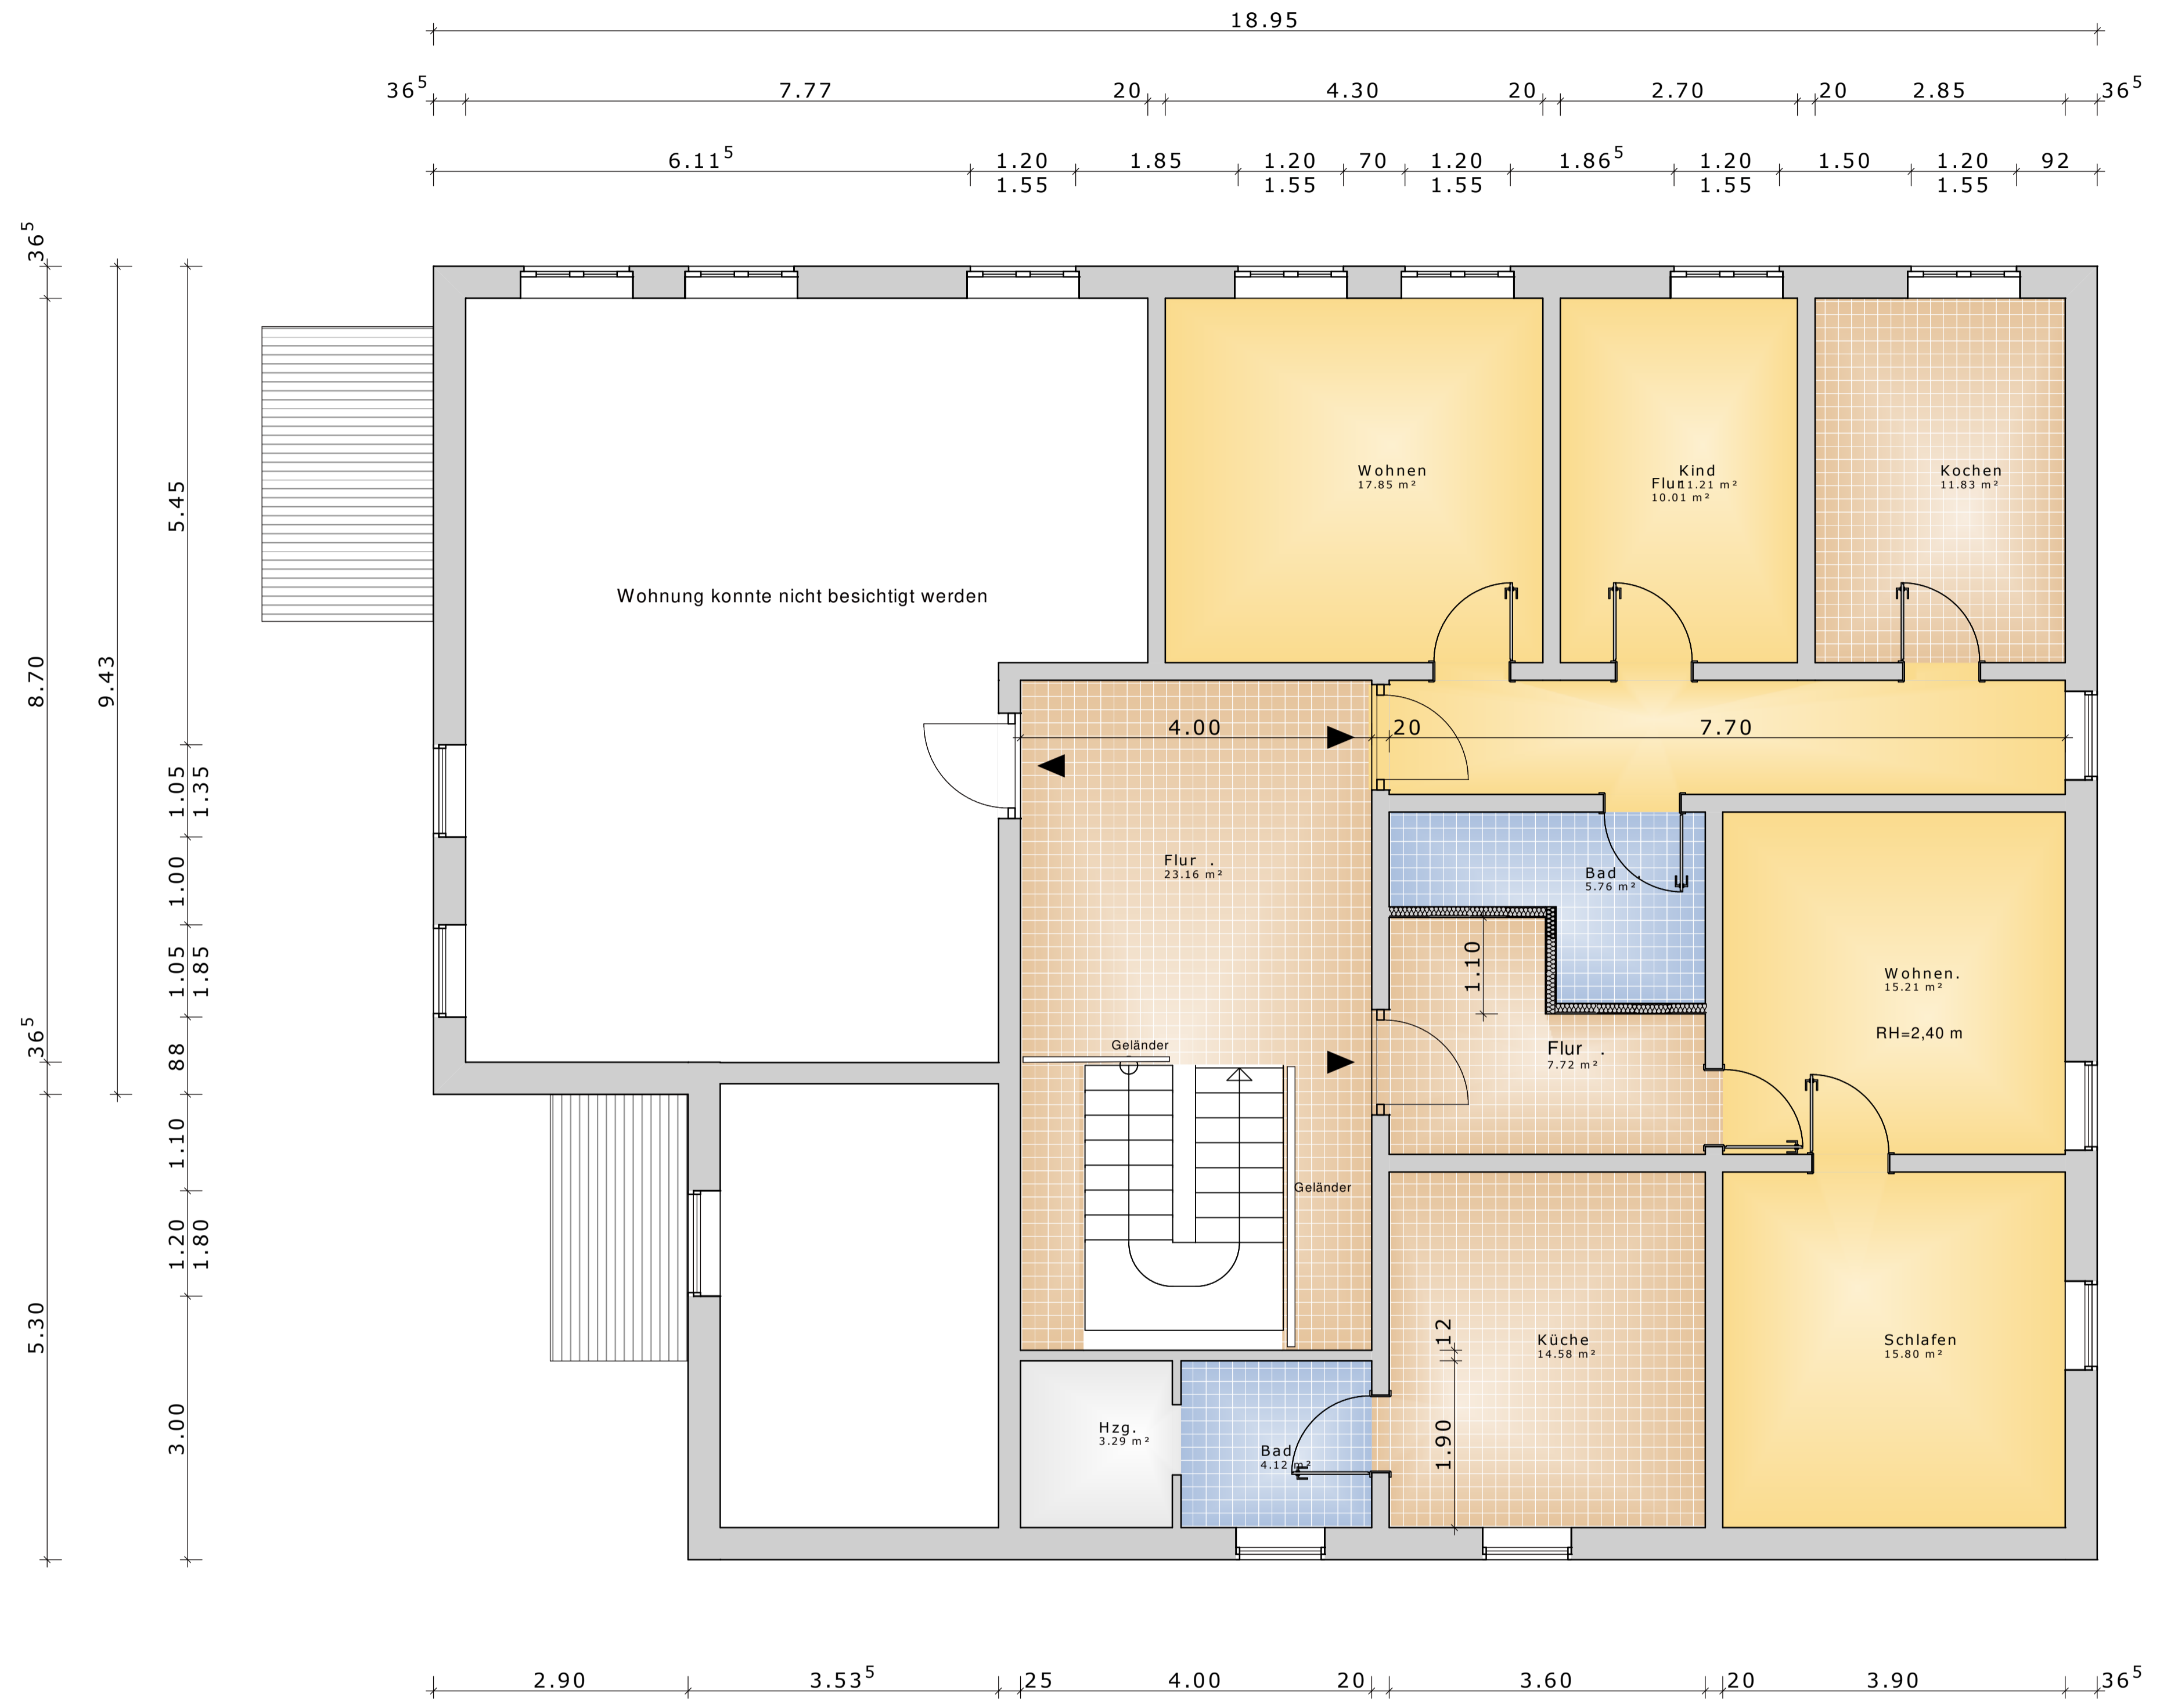 18.95
36⁵ 7.77 20 4.30 20 2.70 20 2.85 36⁵
6.11⁵ 1.20 1.85 1.20 70 1.20 1.86⁵ 1.20 1.50 1.20 92
1.55 1.55 1.55 1.55 1.55
36⁵
8.70
36⁵
5.30
9.43
5.45
1.05
1.35
1.00
1.05
1.85
88
1.10
1.20
1.80
3.00
Wohnung konnte nicht besichtigt werden
Wohnen
17.85 m²
Kind
11.21 m²
Flur
10.01 m²
Kochen
11.83 m²
4.00 20 7.70
Flur .
23.16 m²
Bad .
5.76 m²
1.10
Wohnen.
15.21 m²
RH=2,40 m
Flur .
7.72 m²
Geländer
Geländer
12
1.90
Küche
14.58 m²
Schlafen
15.80 m²
Hzg.
3.29 m²
Bad
4.12 m²
2.90 3.53⁵ 25 4.00 20 3.60 20 3.90 36⁵